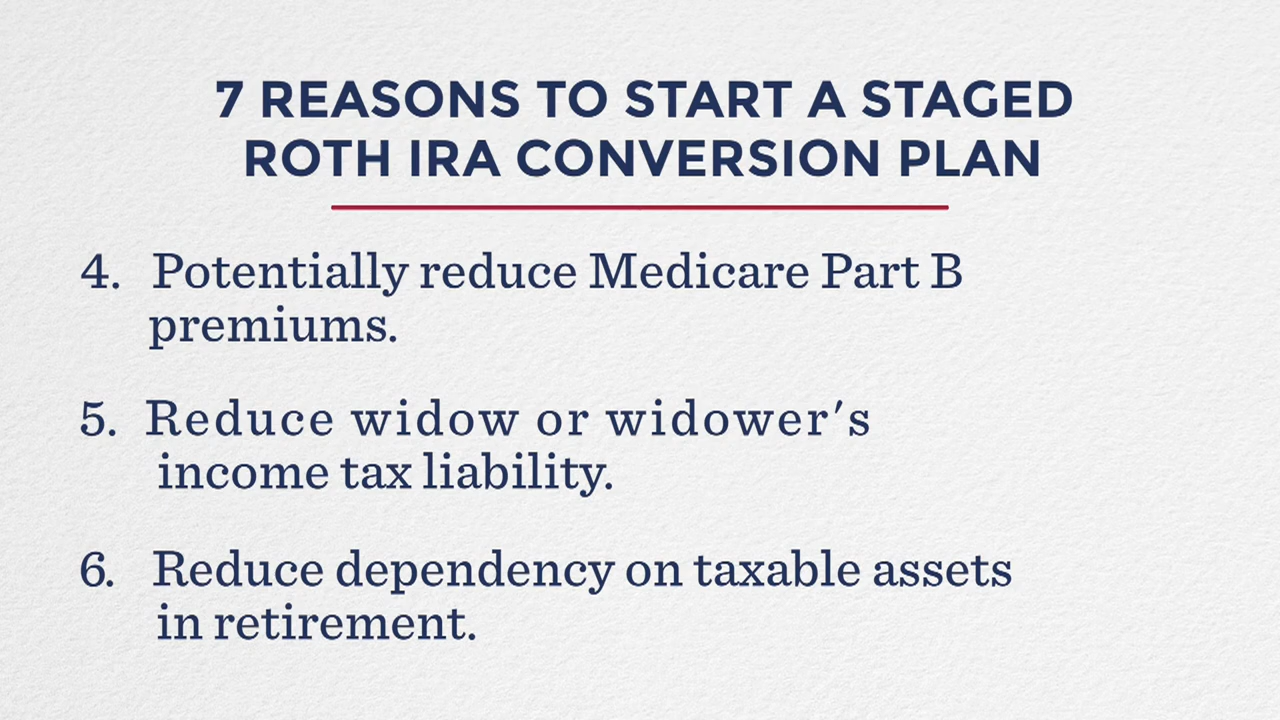 7 REASONS TO START A STAGED
ROTH IRA CONVERSION PLAN
4. Potentially reduce Medicare Part B
premiums.
5. Reduce widow or widower's
income tax liability.
6. Reduce dependency on taxable assets
in retirement.